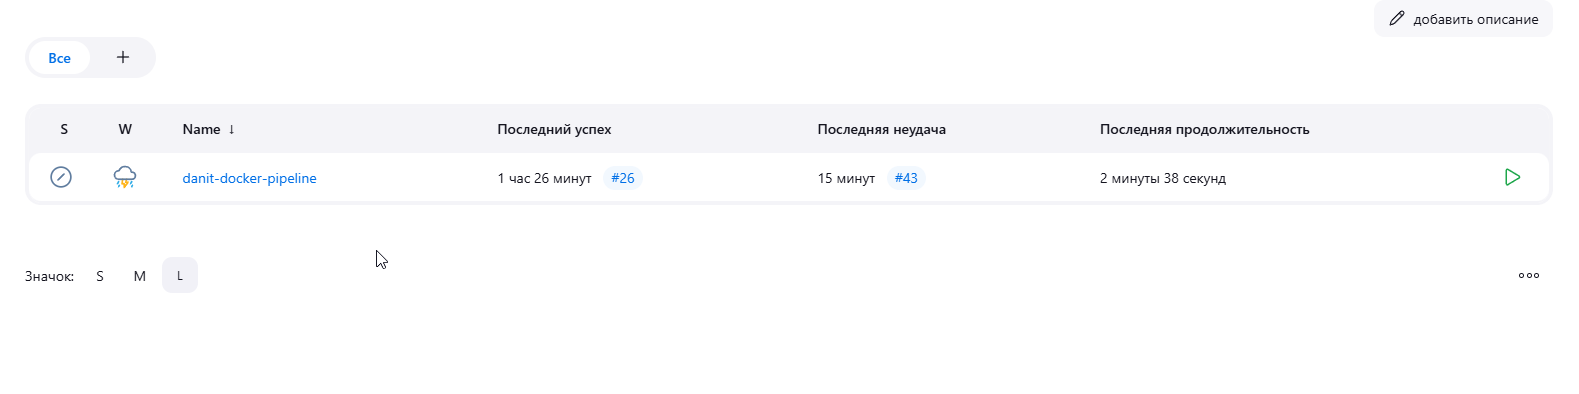 добавить описание
Все +
S W Name ↓ Последний успех Последняя неудача Последняя продолжительность
danit-docker-pipeline 1 час 26 минут #26 15 минут #43 2 минуты 38 секунд
Значок: S M L